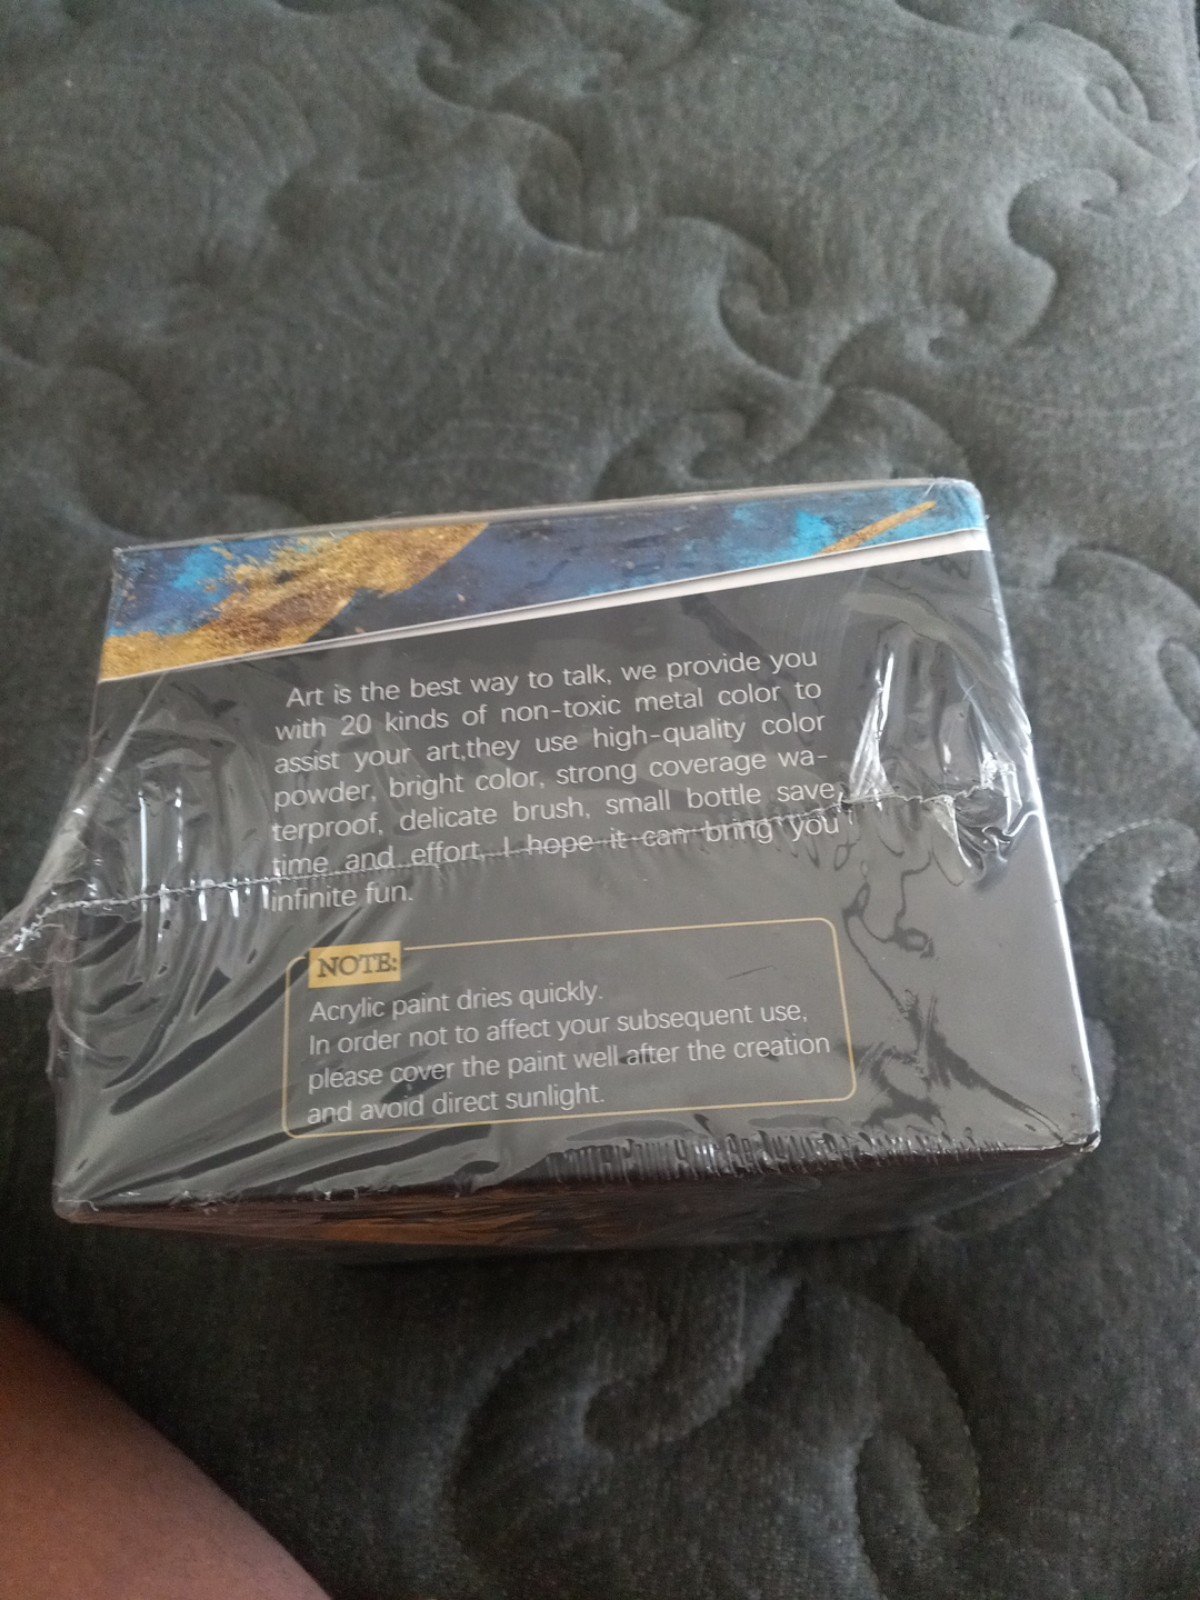 Art is the best way to talk, we provide you
with 20 kinds of non-toxic metal color to
assist your art,they use high-quality color
powder, bright color, strong coverage wa-
terproof, delicate brush, small bottle save
time and effort. I hope it can bring you
infinite fun.
NOTE:
Acrylic paint dries quickly.
In order not to affect your subsequent use,
please cover the paint well after the creation
and avoid direct sunlight.